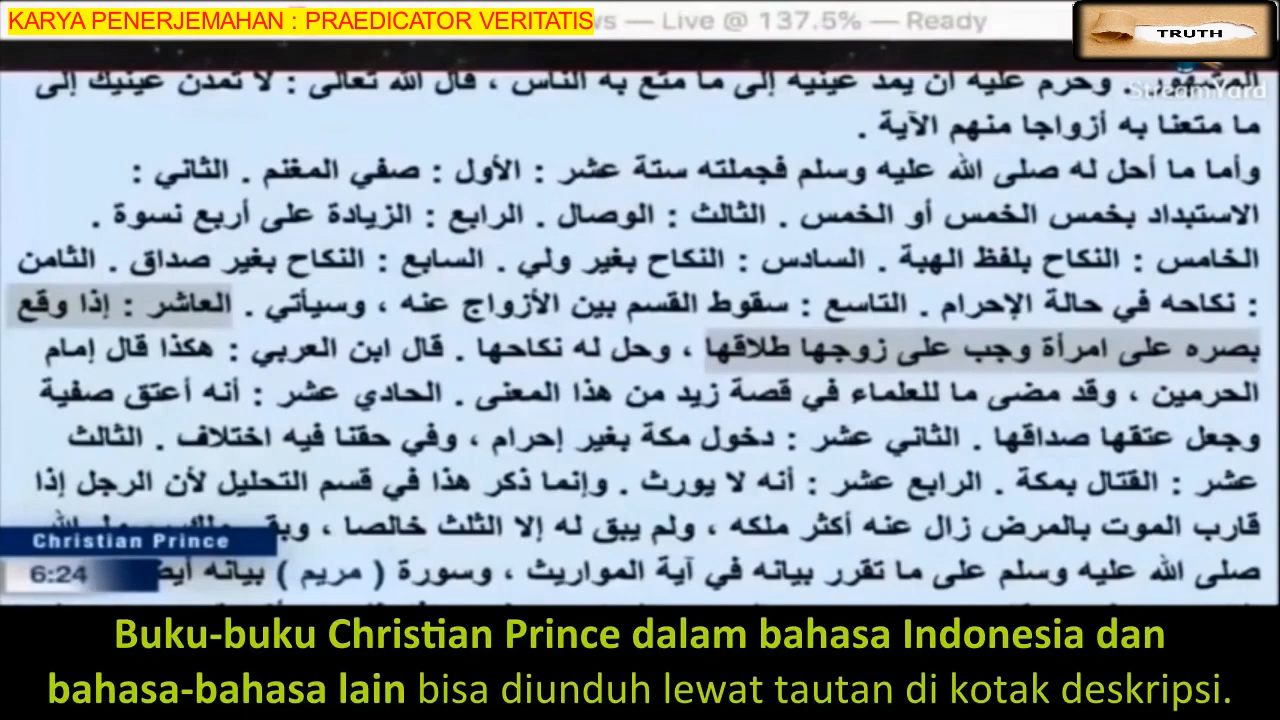 KARYA PENERJEMAHAN : PRAEDICATOR VERITATIS
Live @ 137.5% — Ready
TRUTH
StreamYard
المشهور . وحرم عليه أن يمد عينيه إلى ما متع به الناس ، قال الله تعالى : لا تمدن عينيك إلى
ما متعنا به أزواجا منهم الآية .
وأما ما أحل له صلى الله عليه وسلم فجملته ستة عشر : الأول : صفي المغنم . الثاني :
الاستبداد بخمس الخمس أو الخمس . الثالث : الوصال . الرابع : الزيادة على أربع نسوة .
الخامس : النكاح بلفظ الهبة . السادس : النكاح بغير ولي . السابع : النكاح بغير صداق . الثامن
: نكاحه في حالة الإحرام . التاسع : سقوط القسم بين الأزواج عنه ، وسيأتي . العاشر : إذا وقع
بصره على امرأة وجب على زوجها طلاقها ، وحل له نكاحها . قال ابن العربي : هكذا قال إمام
الحرمين ، وقد مضى ما للعلماء في قصة زيد من هذا المعنى . الحادي عشر : أنه أعتق صفية
وجعل عتقها صداقها . الثاني عشر : دخول مكة بغير إحرام ، وفي حقنا فيه اختلاف . الثالث
عشر : القتال بمكة . الرابع عشر : أنه لا يورث . وإنما ذكر هذا في قسم التحليل لأن الرجل إذا
قارب الموت بالمرض زال عنه أكثر ملكه ، ولم يبق له إلا الثلث خالصا ،
صلى الله عليه وسلم على ما تقرر بيانه في آية المواريث ، وسورة ( مريم ) بيانه
Christian Prince
6:24
Buku-buku Christian Prince dalam bahasa Indonesia dan
bahasa-bahasa lain bisa diunduh lewat tautan di kotak deskripsi.